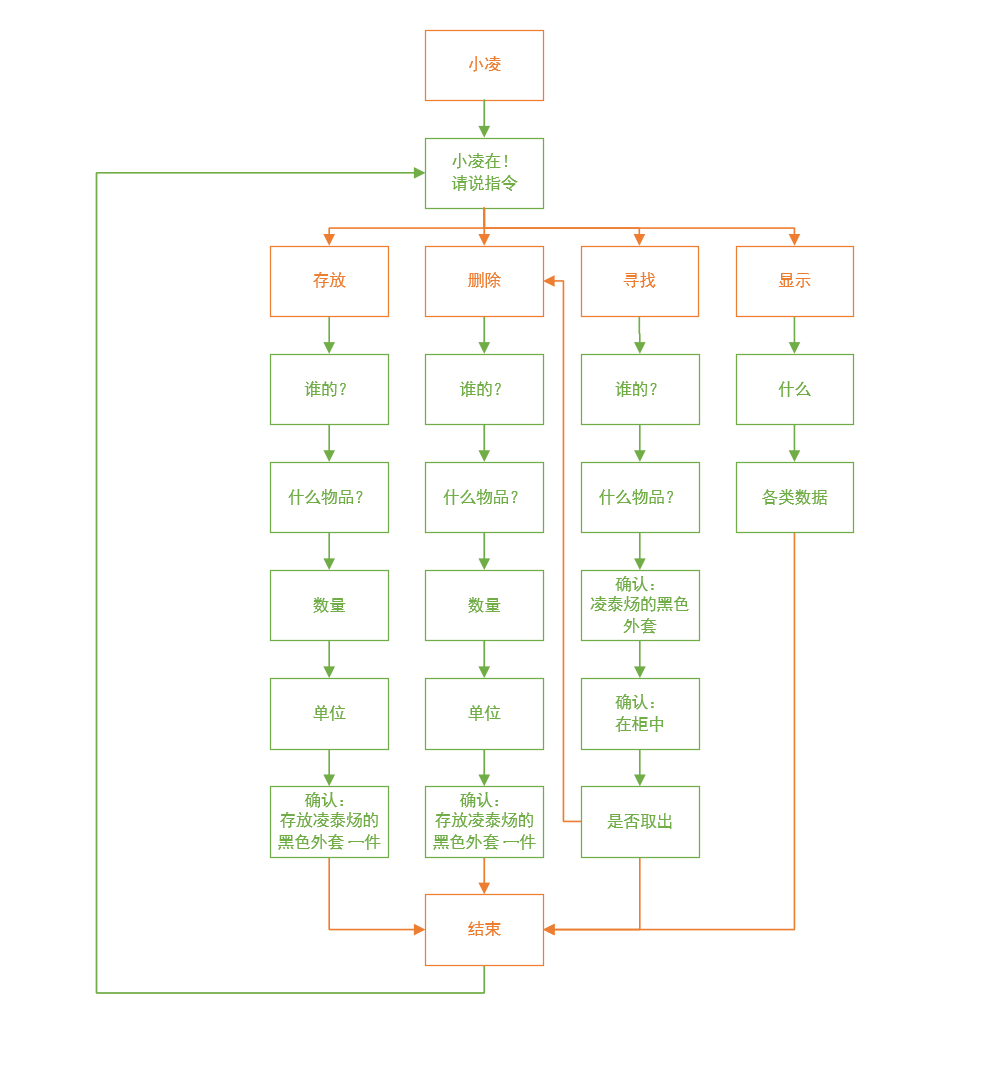 小凌
小凌在！
请说指令
存放
删除
寻找
显示
谁的？
谁的？
谁的？
什么
什么物品？
什么物品？
什么物品？
各类数据
数量
数量
确认：
凌泰炀的黑色
外套
单位
单位
确认：
在柜中
确认：
存放凌泰炀的
黑色外套一件
确认：
存放凌泰炀的
黑色外套一件
是否取出
结束